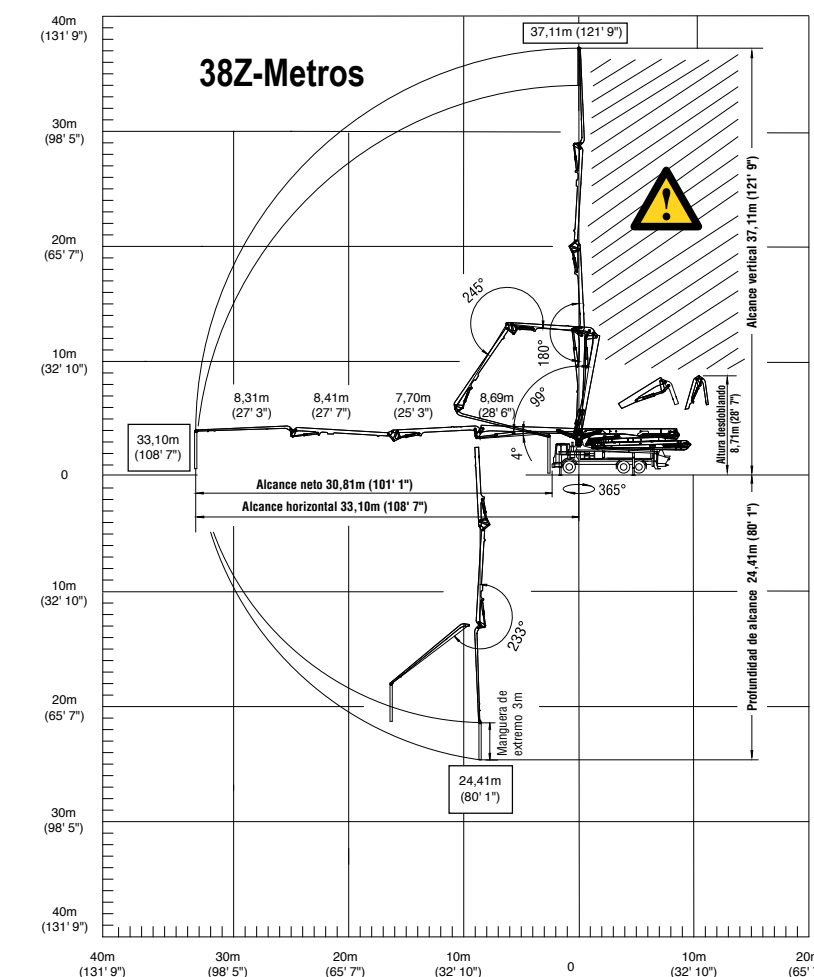 40m
(131' 9")
37,11m (121' 9")
38Z-Metros
30m
(98' 5")
Alcance vertical 37,11m (121' 9")
!
20m
(65' 7")
245°
180°
10m
(32' 10")
99°
8,31m
(27' 3")
8,41m
(27' 7")
7,70m
(25' 3")
8,69m
(28' 6")
Altura desdoblando
8,71m (28' 7")
33,10m
(108' 7")
4°
0
Alcance neto 30,81m (101' 1")
365°
Alcance horizontal 33,10m (108' 7")
10m
(32' 10")
Profundidad de alcance 24,41m (80' 1")
233°
20m
(65' 7")
Manguera de
extremo 3m
24,41m
(80' 1")
30m
(98' 5")
40m
(131' 9")
40m
(131' 9")
30m
(98' 5")
20m
(65' 7")
10m
(32' 10")
0
10m
(32' 10")
20m
(65'